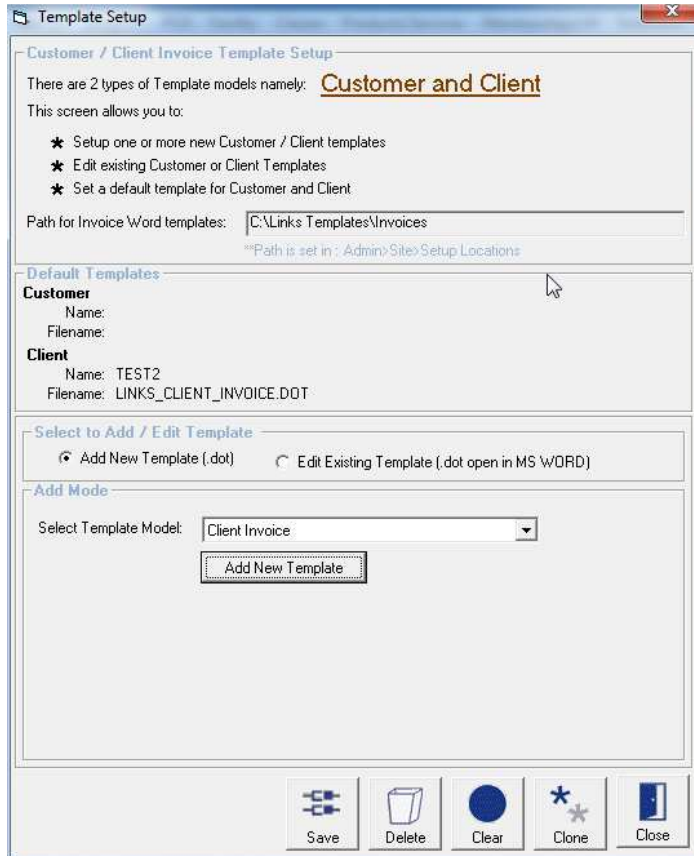 Template Setup
Customer / Client Invoice Template Setup
There are 2 types of Template models namely: Customer and Client
This screen allows you to:
* Setup one or more new Customer / Client templates
* Edit existing Customer or Client Templates
* Set a default template for Customer and Client
Path for Invoice Word templates: C:\Links Templates\Invoices
**Path is set in : Admin>Site>Setup Locations
Default Templates
Customer
Name:
Filename:
Client
Name: TEST2
Filename: LINKS_CLIENT_INVOICE.DOT
Select to Add / Edit Template
Add New Template (.dot) Edit Existing Template (.dot open in MS WORD)
Add Mode
Select Template Model: Client Invoice
Add New Template
Save Delete Clear Clone Close